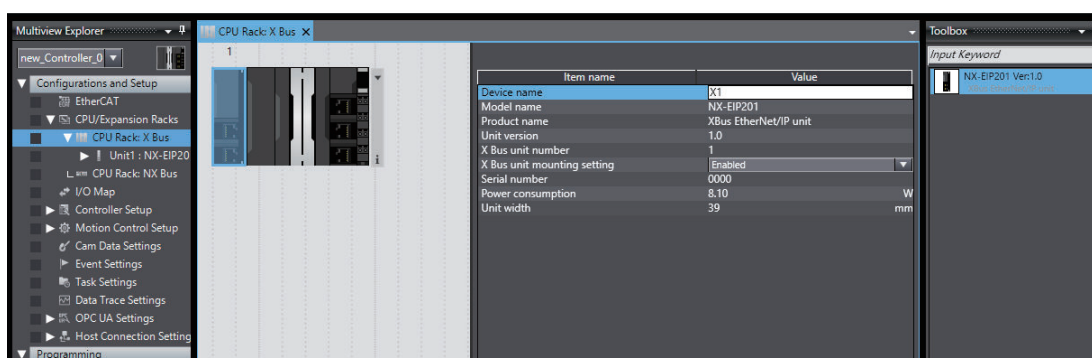 Multiview Explorer
new_Controller_0
Configurations and Setup
EtherCAT
CPU/Expansion Racks
CPU Rack: X Bus
Unit1 : NX-EIP20
CPU Rack: NX Bus
I/O Map
Controller Setup
Motion Control Setup
Cam Data Settings
Event Settings
Task Settings
Data Trace Settings
OPC UA Settings
Host Connection Setting
Programming
CPU Rack: X Bus
1
i
Item name Value
Device name X1
Model name NX-EIP201
Product name XBus EtherNet/IP unit
Unit version 1.0
X Bus unit number 1
X Bus unit mounting setting Enabled
Serial number 0000
Power consumption 8.10 W
Unit width 39 mm
Toolbox
Input Keyword
NX-EIP201 Ver:1.0
XBus EtherNet/IP unit